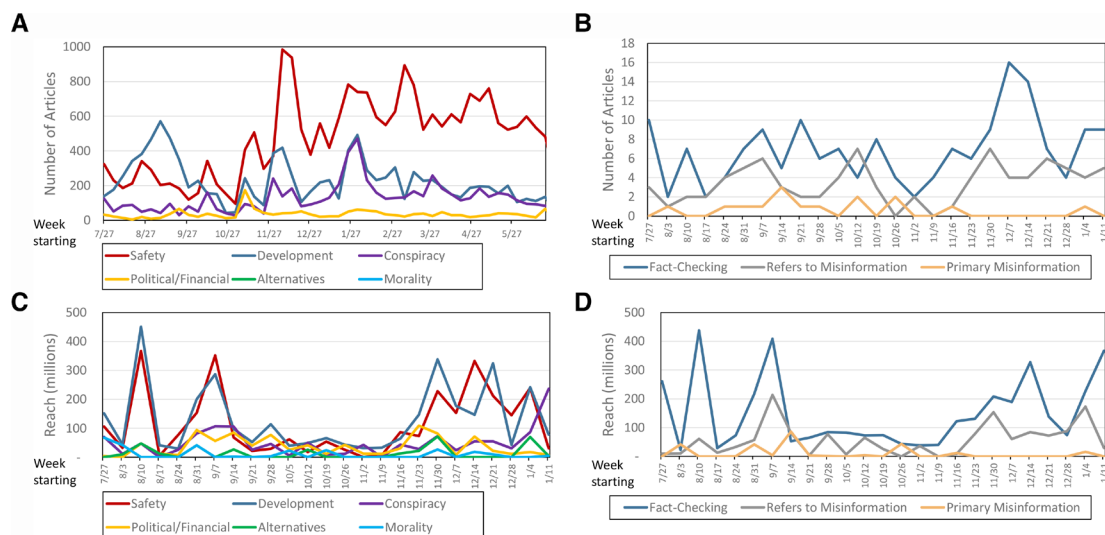 A
Number of Articles
1000
800
600
400
200
0
7/27 8/27 9/27 10/27 11/27 12/27 1/27 2/27 3/27 4/27 5/27
Week
starting
Safety Development Conspiracy
Political/Financial Alternatives Morality
B
Number of Articles
18
16
14
12
10
8
6
4
2
0
7/27 8/3 8/10 8/17 8/24 8/31 9/7 9/14 9/21 9/28 10/5 10/12 10/19 10/26 11/2 11/9 11/16 11/23 11/30 12/7 12/14 12/21 12/28 1/4 1/11
Week
starting
Fact-Checking Refers to Misinformation Primary Misinformation
C
Reach (millions)
500
400
300
200
100
-
7/27 8/3 8/10 8/17 8/24 8/31 9/7 9/14 9/21 9/28 10/5 10/12 10/19 10/26 11/2 11/9 11/16 11/23 11/30 12/7 12/14 12/21 12/28 1/4 1/11
Week
starting
Safety Development Conspiracy
Political/Financial Alternatives Morality
D
Reach (millions)
500
400
300
200
100
-
7/27 8/3 8/10 8/17 8/24 8/31 9/7 9/14 9/21 9/28 10/5 10/12 10/19 10/26 11/2 11/9 11/16 11/23 11/30 12/7 12/14 12/21 12/28 1/4 1/11
Week
starting
Fact-Checking Refers to Misinformation Primary Misinformation